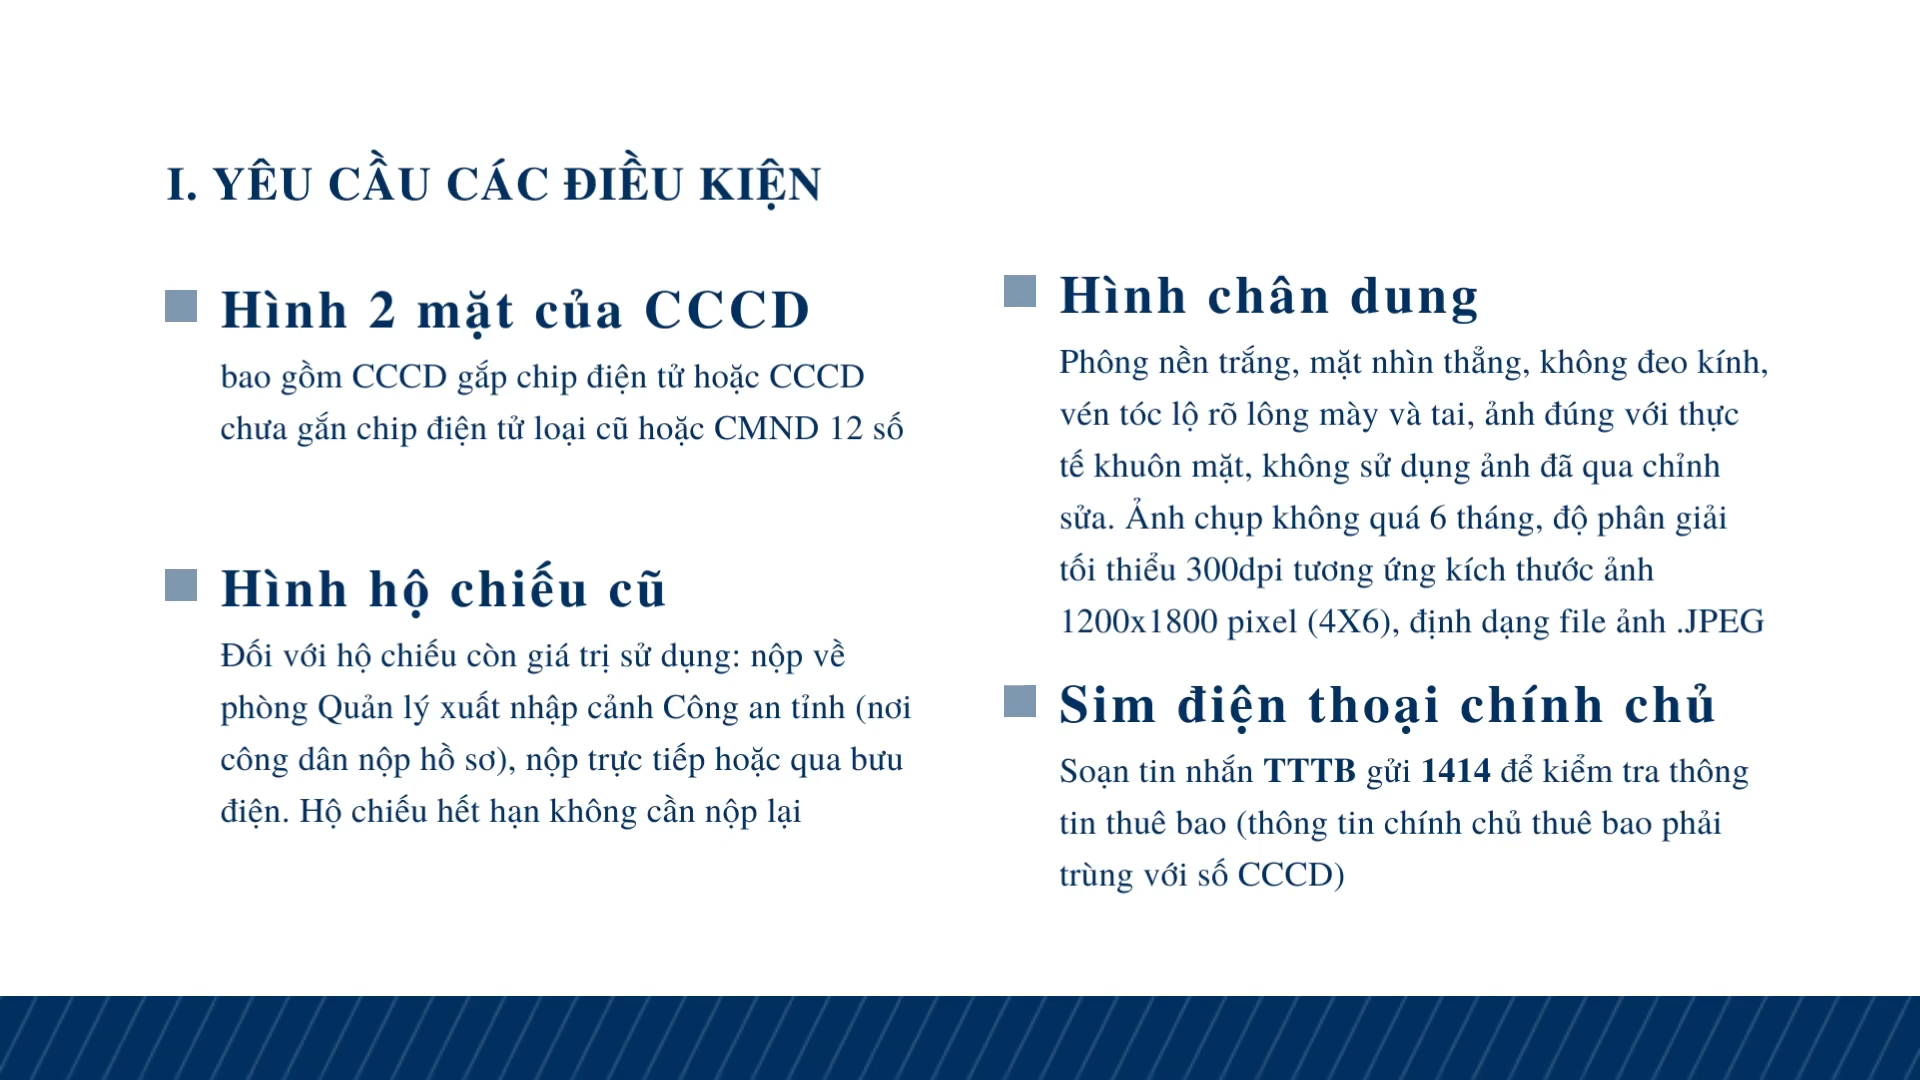 I. YÊU CẦU CÁC ĐIỀU KIỆN
Hình 2 mặt của CCCD
bao gồm CCCD gắp chip điện tử hoặc CCCD
chưa gắn chip điện tử loại cũ hoặc CMND 12 số
Hình hộ chiếu cũ
Đối với hộ chiếu còn giá trị sử dụng: nộp về
phòng Quản lý xuất nhập cảnh Công an tỉnh (nơi
công dân nộp hồ sơ), nộp trực tiếp hoặc qua bưu
điện. Hộ chiếu hết hạn không cần nộp lại
Hình chân dung
Phông nền trắng, mặt nhìn thẳng, không đeo kính,
vén tóc lộ rõ lông mày và tai, ảnh đúng với thực
tế khuôn mặt, không sử dụng ảnh đã qua chỉnh
sửa. Ảnh chụp không quá 6 tháng, độ phân giải
tối thiểu 300dpi tương ứng kích thước ảnh
1200x1800 pixel (4X6), định dạng file ảnh .JPEG
Sim điện thoại chính chủ
Soạn tin nhắn TTTB gửi 1414 để kiểm tra thông
tin thuê bao (thông tin chính chủ thuê bao phải
trùng với số CCCD)